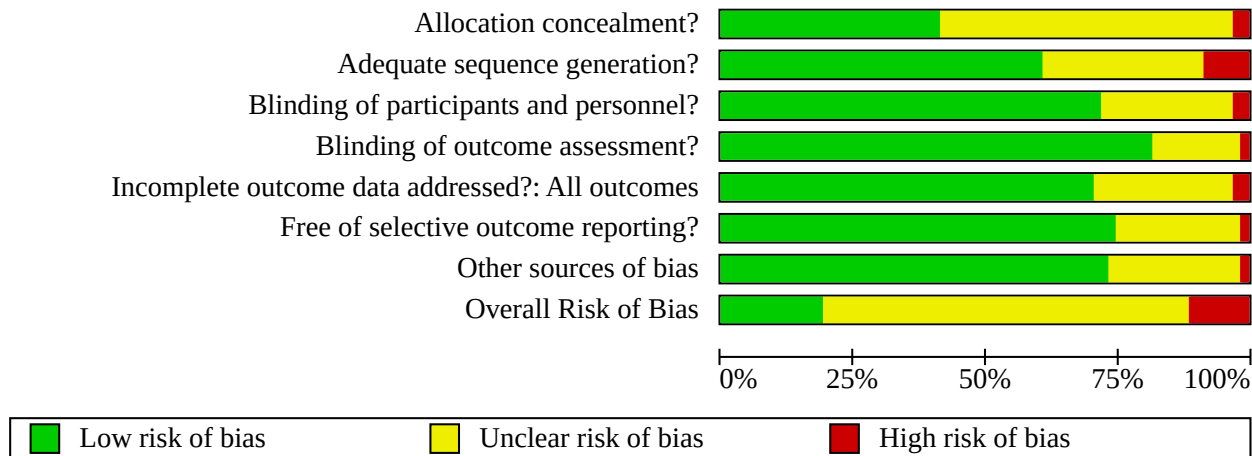 Allocation concealment?
Adequate sequence generation?
Blinding of participants and personnel?
Blinding of outcome assessment?
Incomplete outcome data addressed?: All outcomes
Free of selective outcome reporting?
Other sources of bias
Overall Risk of Bias
0% 25% 50% 75% 100%
Low risk of bias Unclear risk of bias High risk of bias